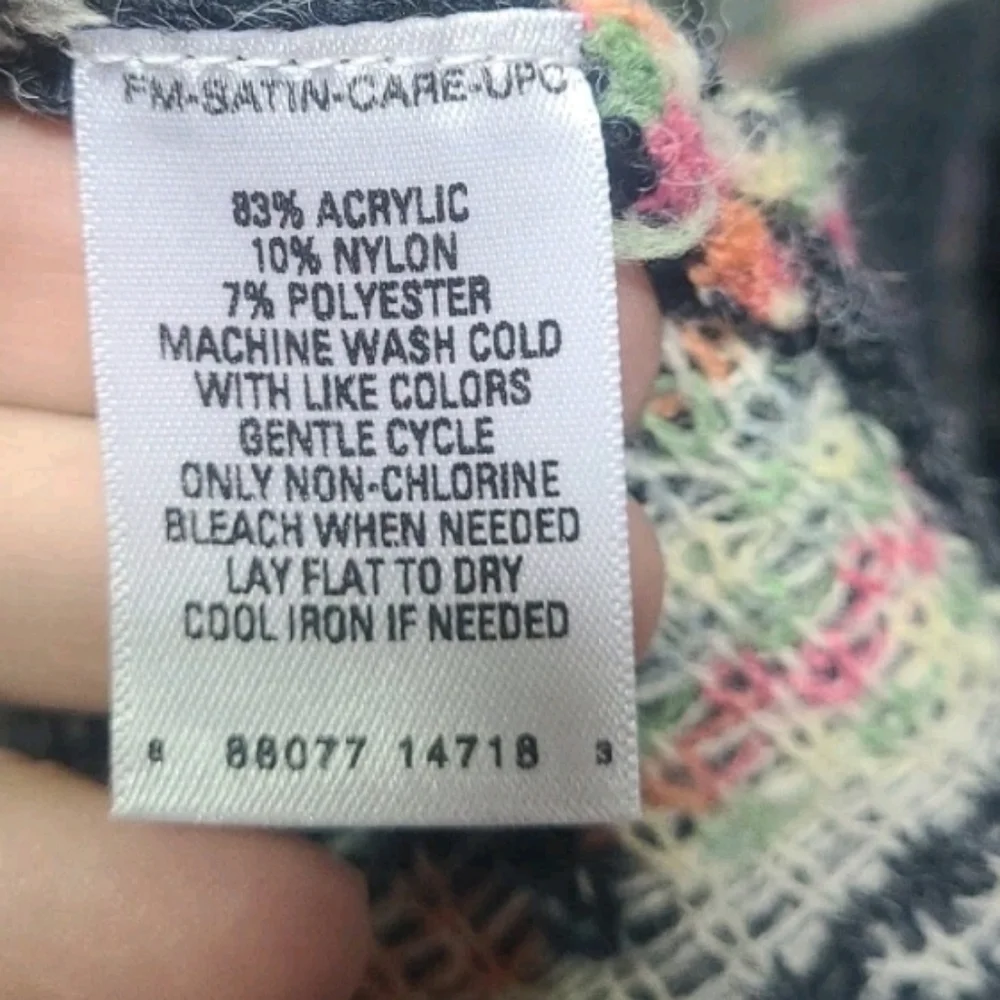 FM-SATIN-CARE-UPC
83% ACRYLIC
10% NYLON
7% POLYESTER
MACHINE WASH COLD
WITH LIKE COLORS
GENTLE CYCLE
ONLY NON-CHLORINE
BLEACH WHEN NEEDED
LAY FLAT TO DRY
COOL IRON IF NEEDED
8 88077 14718 3